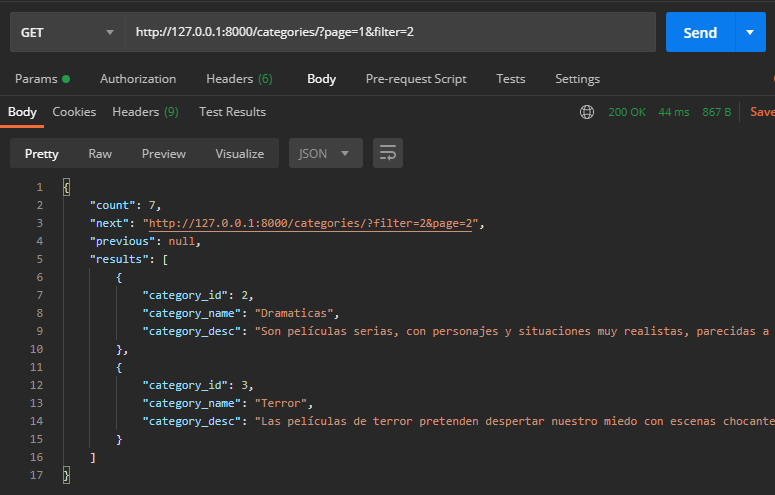 GET http://127.0.0.1:8000/categories/?page=1&filter=2 Send
Params Authorization Headers (6) Body Pre-request Script Tests Settings
Body Cookies Headers (9) Test Results 200 OK 44 ms 867 B Save
Pretty Raw Preview Visualize JSON
1 {
2 "count": 7,
3 "next": "http://127.0.0.1:8000/categories/?filter=2&page=2",
4 "previous": null,
5 "results": [
6 {
7 "category_id": 2,
8 "category_name": "Dramaticas",
9 "category_desc": "Son películas serias, con personajes y situaciones muy realistas, parecidas a
10 },
11 {
12 "category_id": 3,
13 "category_name": "Terror",
14 "category_desc": "Las películas de terror pretenden despertar nuestro miedo con escenas chocante
15 }
16 ]
17 }